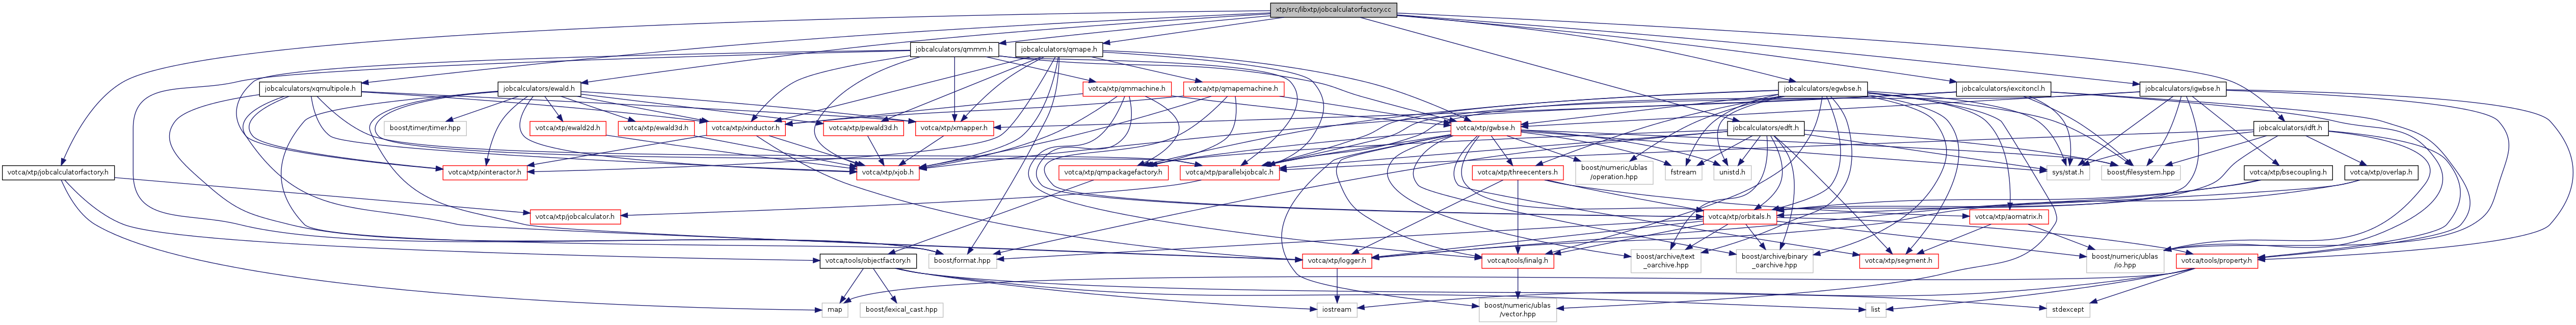 xtp/src/libxtp/jobcalculatorfactory.cc
jobcalculators/qmmm.h
jobcalculators/qmape.h
jobcalculators/xqmultipole.h
jobcalculators/ewald.h
votca/xtp/qmmachine.h
votca/xtp/qmapemachine.h
jobcalculators/egwbse.h
jobcalculators/iexcitoncl.h
jobcalculators/igwbse.h
boost/timer/timer.hpp
votca/xtp/ewald2d.h
votca/xtp/ewald3d.h
votca/xtp/xinductor.h
votca/xtp/pewald3d.h
votca/xtp/xmapper.h
votca/xtp/gwbse.h
jobcalculators/edft.h
jobcalculators/idft.h
votca/xtp/jobcalculatorfactory.h
votca/xtp/xinteractor.h
votca/xtp/xjob.h
votca/xtp/qmpackagefactory.h
votca/xtp/parallelxjobcalc.h
votca/xtp/threecenters.h
boost/numeric/ublas
/operation.hpp
fstream
unistd.h
sys/stat.h
boost/filesystem.hpp
votca/xtp/bsecoupling.h
votca/xtp/overlap.h
votca/xtp/jobcalculator.h
votca/xtp/orbitals.h
votca/xtp/aomatrix.h
votca/tools/objectfactory.h
boost/format.hpp
votca/xtp/logger.h
votca/tools/linalg.h
boost/archive/text
_oarchive.hpp
boost/archive/binary
_oarchive.hpp
votca/xtp/segment.h
boost/numeric/ublas
/io.hpp
votca/tools/property.h
map
boost/lexical_cast.hpp
iostream
boost/numeric/ublas
/vector.hpp
list
stdexcept